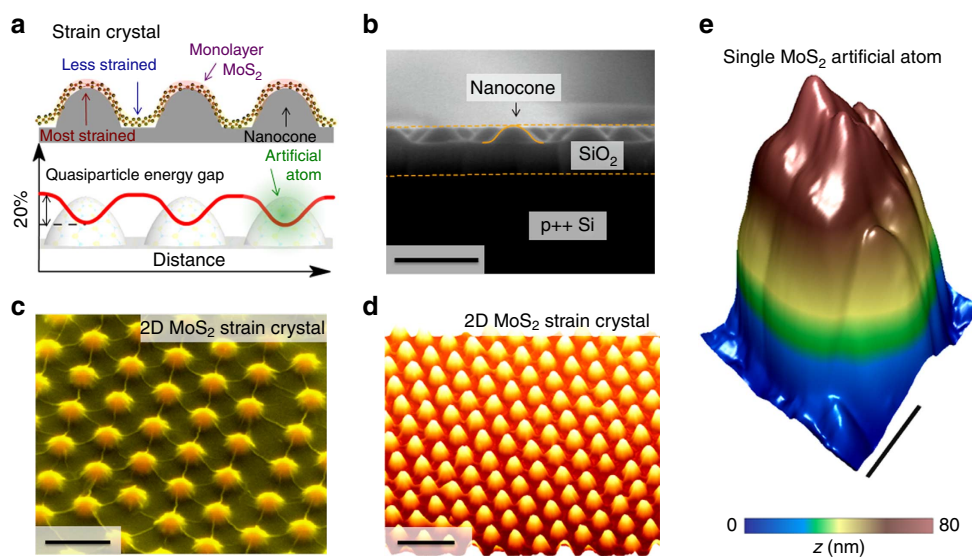 a
Strain crystal
Monolayer
MoS₂
Less strained
Most strained
Nanocone
Artificial
atom
Quasiparticle energy gap
20%
Distance
b
Nanocone
SiO₂
p++ Si
c
2D MoS₂ strain crystal
d
2D MoS₂ strain crystal
e
Single MoS₂ artificial atom
0
80
z (nm)